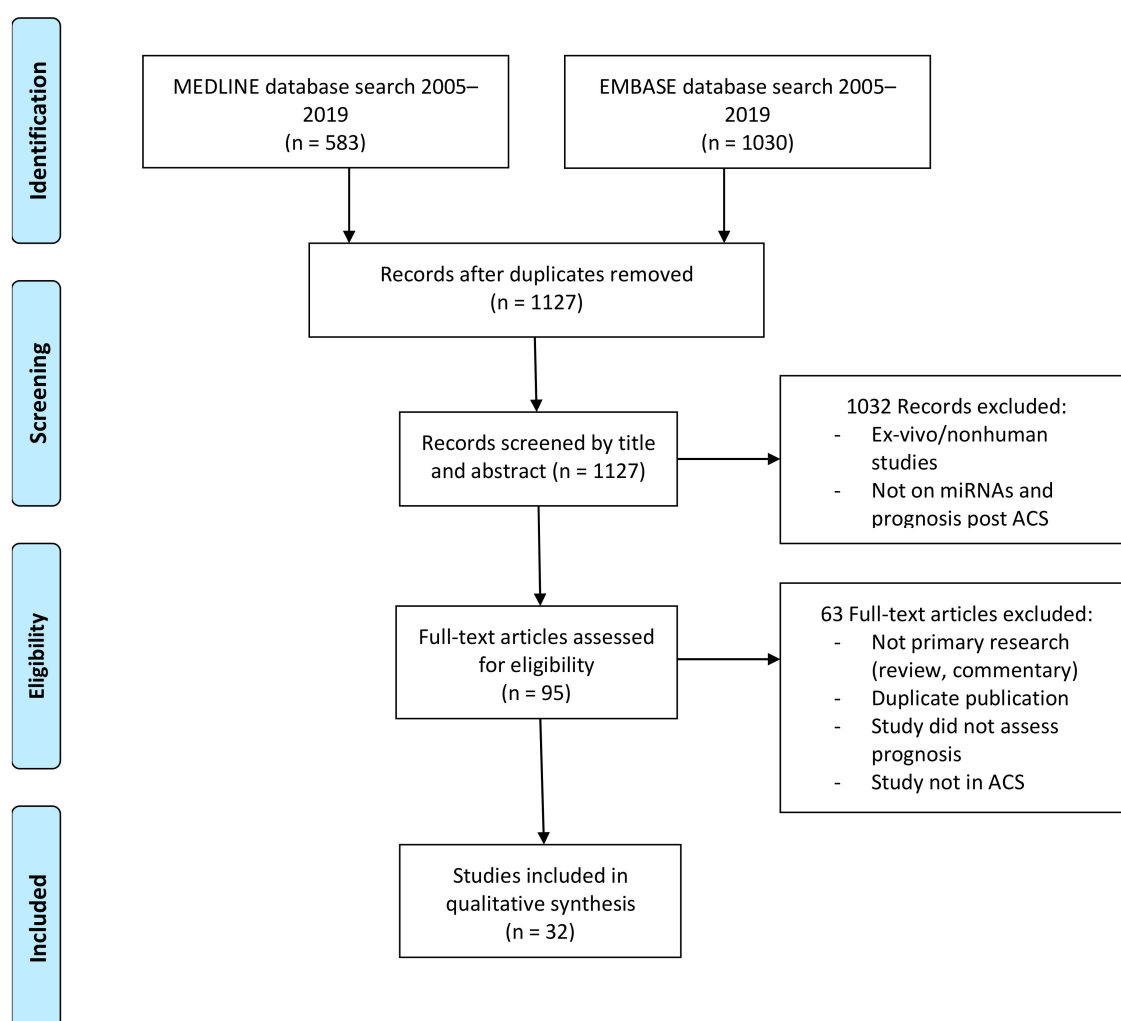 Identification
MEDLINE database search 2005–
2019
(n = 583)
EMBASE database search 2005–
2019
(n = 1030)
Records after duplicates removed
(n = 1127)
Screening
Records screened by title
and abstract (n = 1127)
1032 Records excluded:
- Ex-vivo/nonhuman
studies
- Not on miRNAs and
prognosis post ACS
Eligibility
Full-text articles assessed
for eligibility
(n = 95)
63 Full-text articles excluded:
- Not primary research
(review, commentary)
- Duplicate publication
- Study did not assess
prognosis
- Study not in ACS
Included
Studies included in
qualitative synthesis
(n = 32)